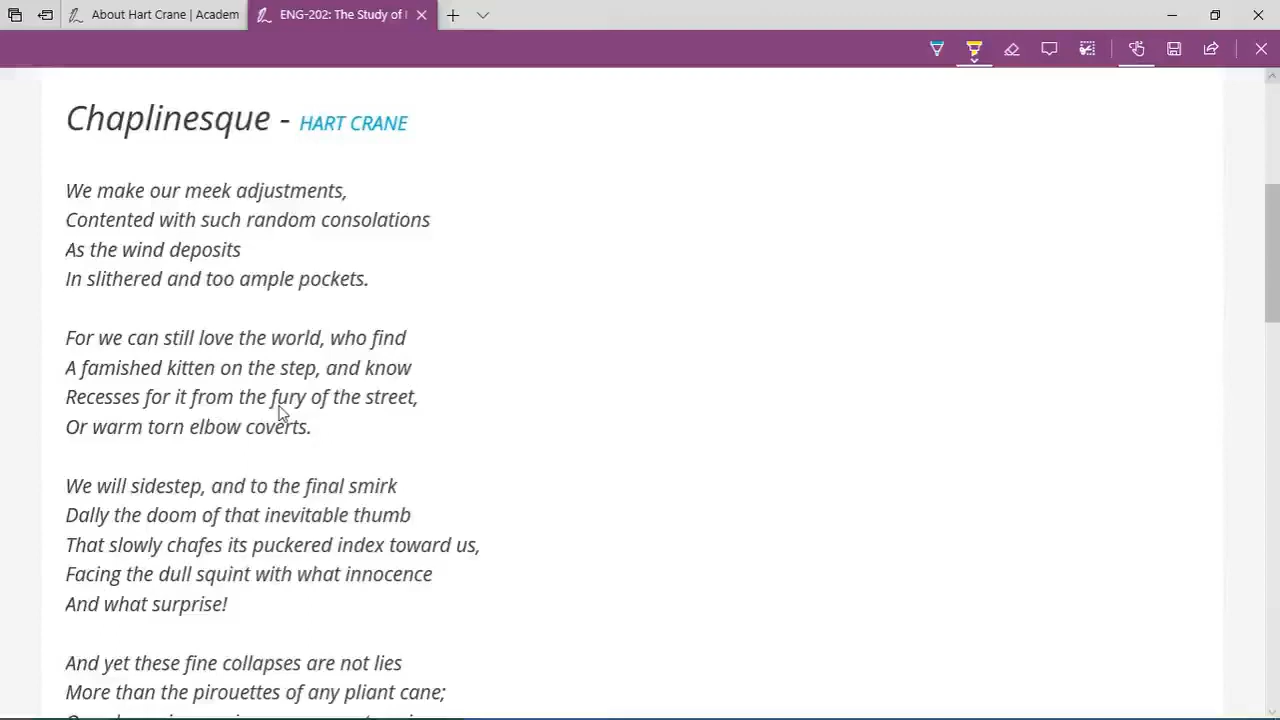 About Hart Crane | Academ
ENG-202: The Study of
Chaplinesque - HART CRANE
We make our meek adjustments,
Contented with such random consolations
As the wind deposits
In slithered and too ample pockets.
For we can still love the world, who find
A famished kitten on the step, and know
Recesses for it from the fury of the street,
Or warm torn elbow coverts.
We will sidestep, and to the final smirk
Dally the doom of that inevitable thumb
That slowly chafes its puckered index toward us,
Facing the dull squint with what innocence
And what surprise!
And yet these fine collapses are not lies
More than the pirouettes of any pliant cane;